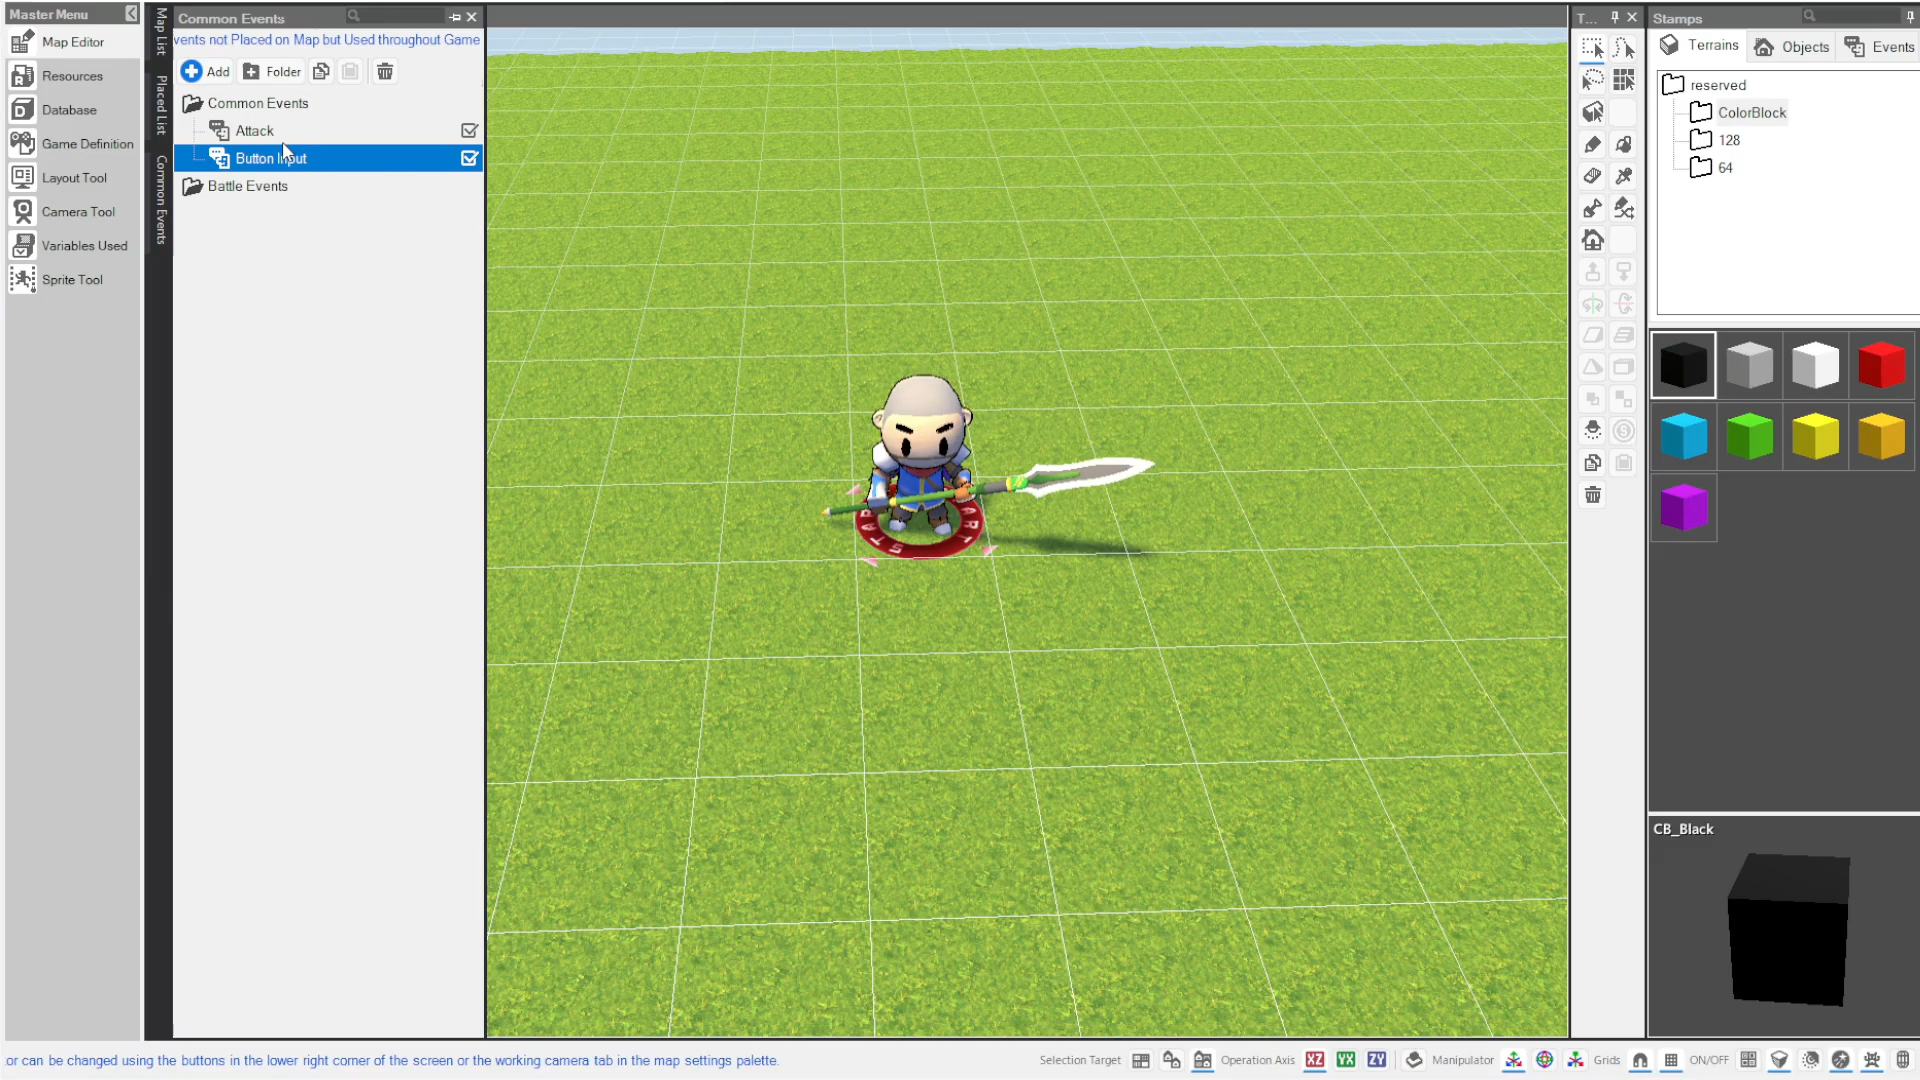 Master Menu
Map Editor
Resources
Database
Game Definition
Layout Tool
Camera Tool
Variables Used
Sprite Tool
Map List
Placed List
Common Events
Common Events
vents not Placed on Map but Used throughout Game
Add
Folder
Common Events
Attack
Button Input
Battle Events
START
T...
Stamps
Terrains
Objects
Events
reserved
ColorBlock
128
64
CB_Black
or can be changed using the buttons in the lower right corner of the screen or the working camera tab in the map settings palette.
Selection Target
Operation Axis
XZ
YX
ZY
Manipulator
Grids
ON/OFF